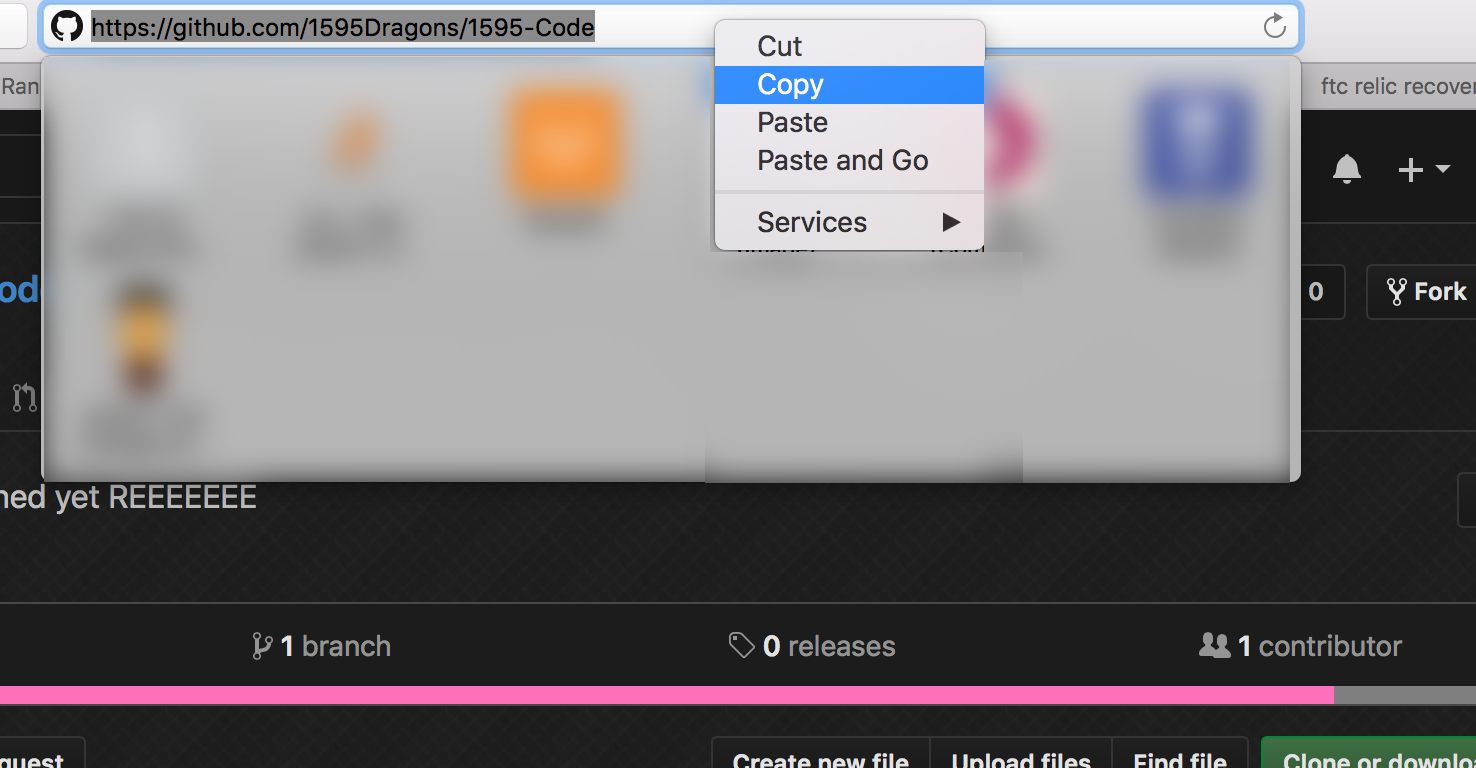 https://github.com/1595Dragons/1595-Code
Cut
Copy
Paste
Paste and Go
Services
Ran
ftc relic recover
ode
0
Fork
ned yet REEEEEEE
1 branch
0 releases
1 contributor
quest
Create new file
Upload files
Find file
Clone or downloa